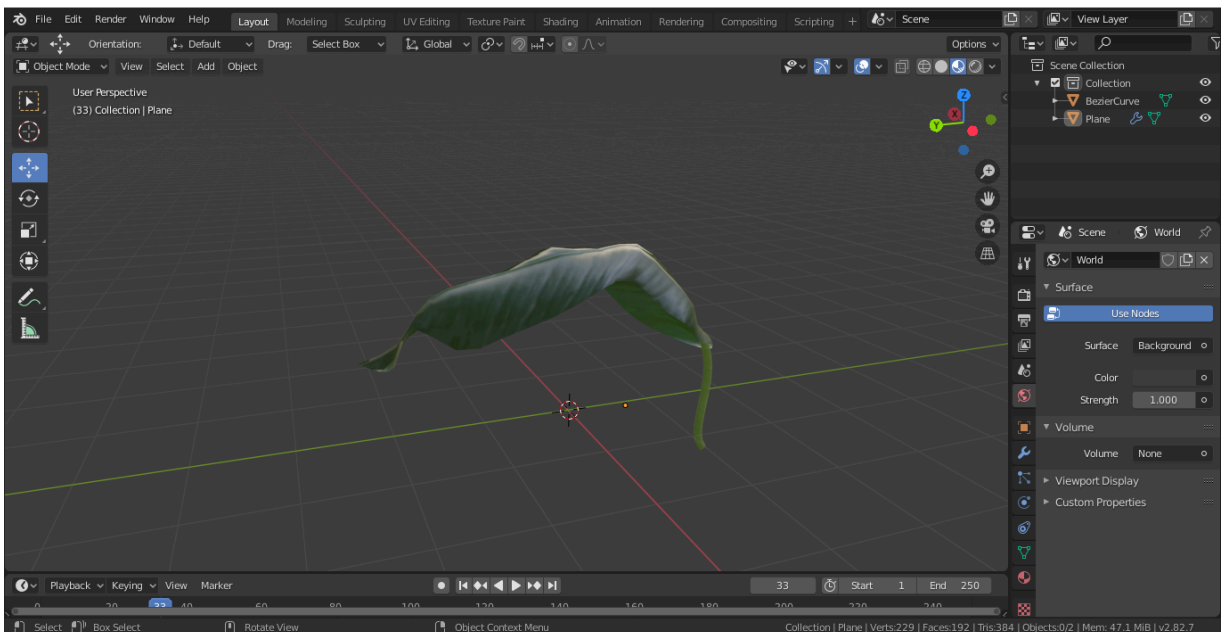 File Edit Render Window Help Layout Modeling Sculpting UV Editing Texture Paint Shading Animation Rendering Compositing Scripting + Scene View Layer
Orientation: Default Drag: Select Box Global Options
Object Mode View Select Add Object
User Perspective
(33) Collection | Plane
Z
X
Y
Scene Collection
Collection
BezierCurve
Plane
Scene World
World
Surface
Use Nodes
Surface Background
Color
Strength 1.000
Volume
Volume None
Viewport Display
Custom Properties
Playback Keying View Marker 33 Start 1 End 250
0 20 33 40 60 80 100 120 140 160 180 200 220 240
Select Box Select Rotate View Object Context Menu Collection | Plane | Verts:229 | Faces:192 | Tris:384 | Objects:0/2 | Mem: 47.1 MiB | v2.82.7